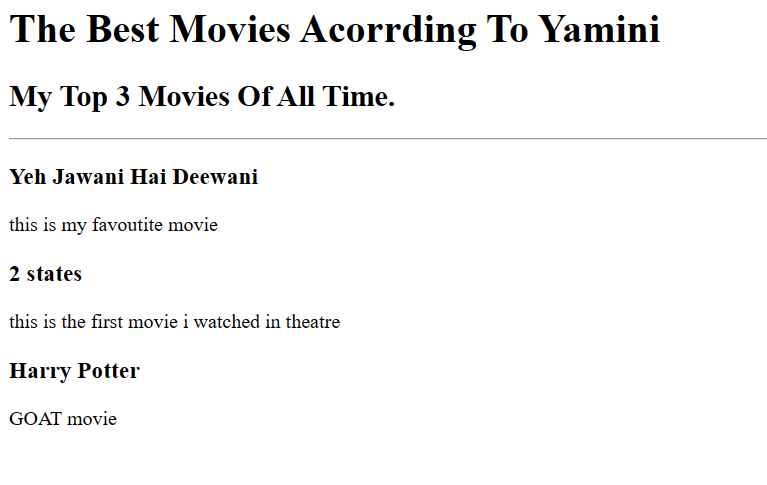 The Best Movies Acorrding To Yamini
My Top 3 Movies Of All Time.
Yeh Jawani Hai Deewani
this is my favoutite movie
2 states
this is the first movie i watched in theatre
Harry Potter
GOAT movie